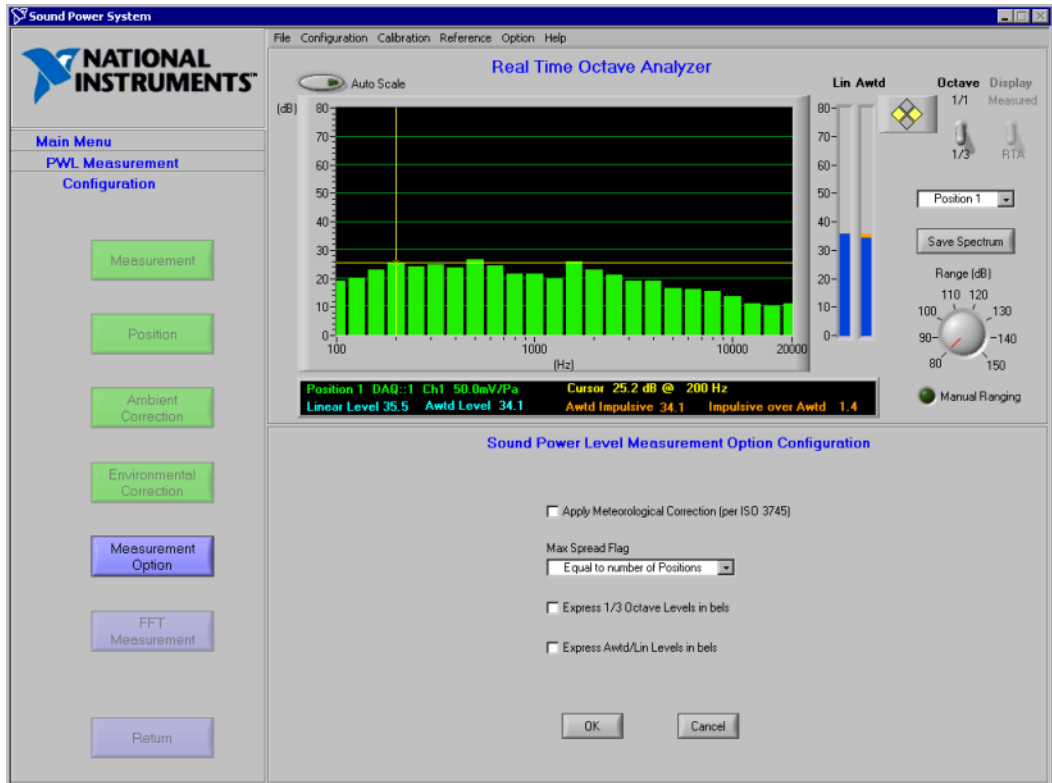 Sound Power System
NATIONAL
INSTRUMENTS™
Main Menu
PWL Measurement
Configuration
Measurement
Position
Ambient
Correction
Environmental
Correction
Measurement
Option
FFT
Measurement
Return
File Configuration Calibration Reference Option Help
Real Time Octave Analyzer
Auto Scale
(dB)
80
70
60
50
40
30
20
10
0
100 1000 10000 20000
(Hz)
Lin Awtd
80
70
60
50
40
30
20
10
0
Octave
1/1
1/3
Display
Measured
RTA
Position 1
Save Spectrum
Range (dB)
80 90 100 110 120 130 140 150
Manual Ranging
Position 1 DAQ::1 Ch1 50.0mV/Pa Cursor 25.2 dB @ 200 Hz
Linear Level 35.5 Awtd Level 34.1 Awtd Impulsive 34.1 Impulsive over Awtd 1.4
Sound Power Level Measurement Option Configuration
Apply Meteorological Correction (per ISO 3745)
Max Spread Flag
Equal to number of Positions
Express 1/3 Octave Levels in bels
Express Awtd/Lin Levels in bels
OK Cancel